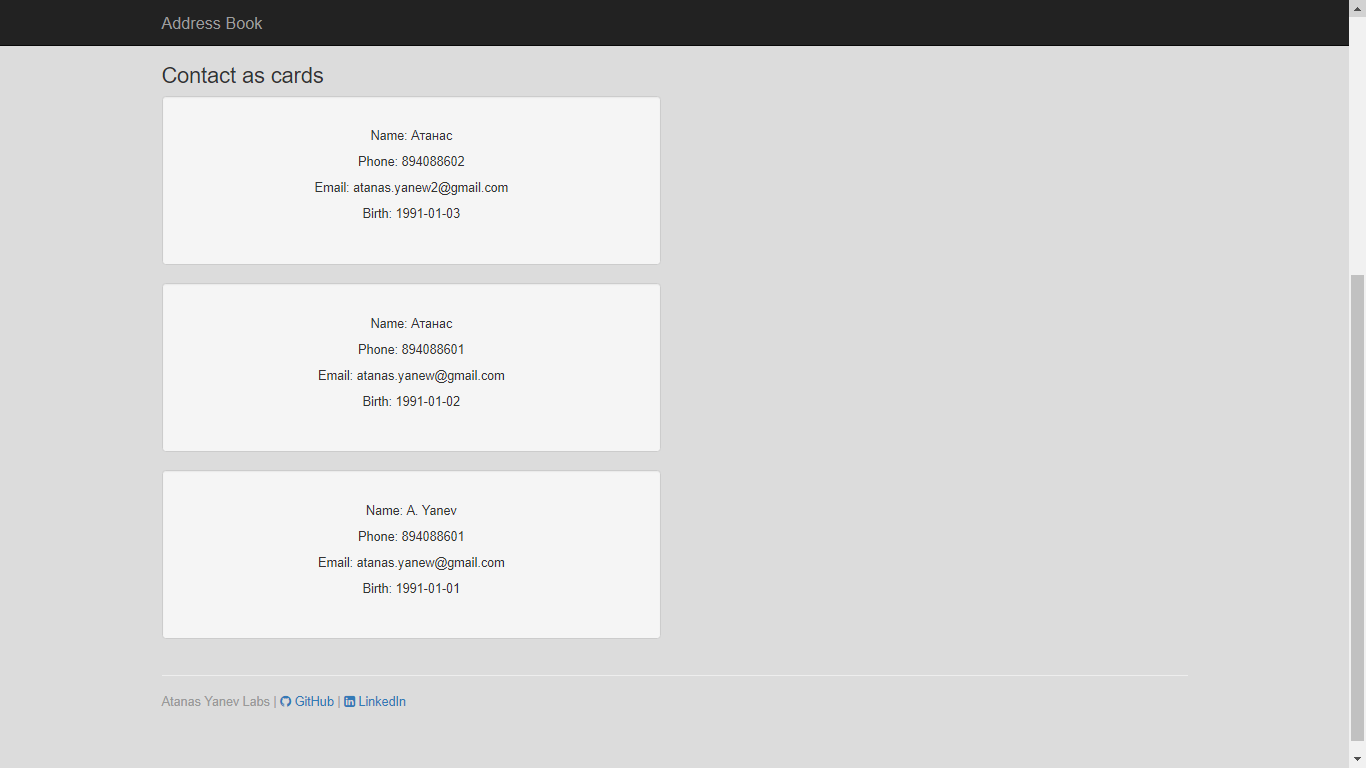 Address Book
Contact as cards
Name: Атанас
Phone: 894088602
Email: atanas.yanew2@gmail.com
Birth: 1991-01-03
Name: Атанас
Phone: 894088601
Email: atanas.yanew@gmail.com
Birth: 1991-01-02
Name: A. Yanev
Phone: 894088601
Email: atanas.yanew@gmail.com
Birth: 1991-01-01
Atanas Yanev Labs | GitHub | LinkedIn